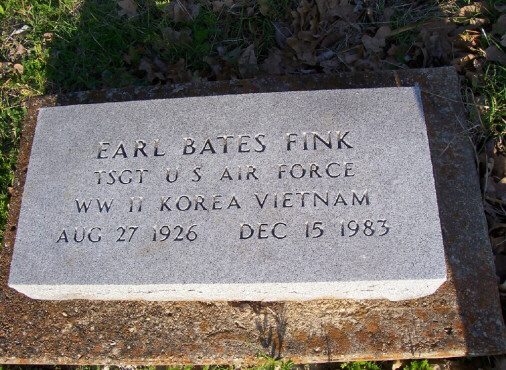 EARL BATES FINK
TSGT U S AIR FORCE
WW II KOREA VIETNAM
AUG 27 1926 DEC 15 1983